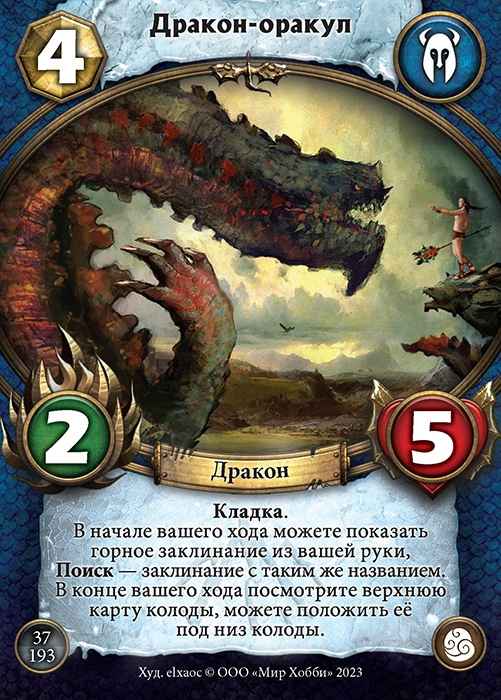 4
Дракон-оракул
2
5
Дракон
Кладка.
В начале вашего хода можете показать
горное заклинание из вашей руки,
Поиск — заклинание с таким же названием.
В конце вашего хода посмотрите верхнюю
карту колоды, можете положить её
под низ колоды.
37
193
Худ. elxaoc © ООО «Мир Хобби» 2023